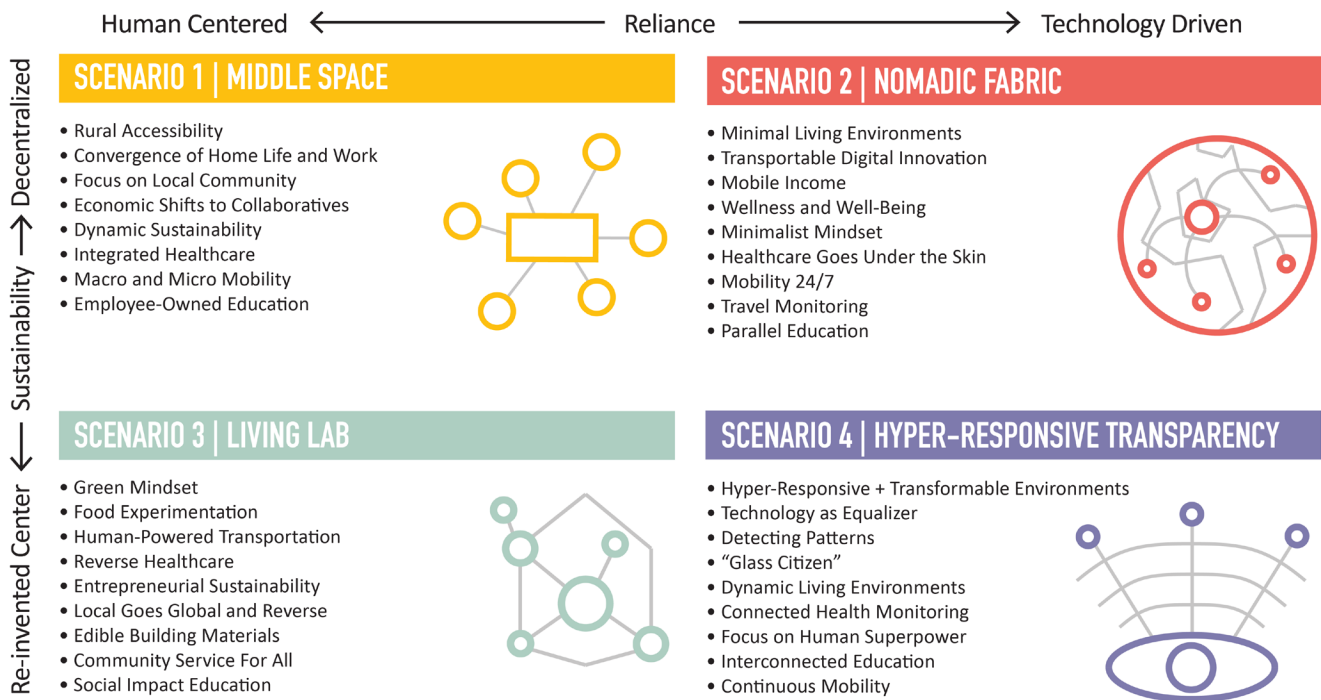 Human Centered
Reliance
Technology Driven
Decentralized
Sustainability
Re-invented Center
SCENARIO 1 | MIDDLE SPACE
• Rural Accessibility
• Convergence of Home Life and Work
• Focus on Local Community
• Economic Shifts to Collaboratives
• Dynamic Sustainability
• Integrated Healthcare
• Macro and Micro Mobility
• Employee-Owned Education
SCENARIO 2 | NOMADIC FABRIC
• Minimal Living Environments
• Transportable Digital Innovation
• Mobile Income
• Wellness and Well-Being
• Minimalist Mindset
• Healthcare Goes Under the Skin
• Mobility 24/7
• Travel Monitoring
• Parallel Education
SCENARIO 3 | LIVING LAB
• Green Mindset
• Food Experimentation
• Human-Powered Transportation
• Reverse Healthcare
• Entrepreneurial Sustainability
• Local Goes Global and Reverse
• Edible Building Materials
• Community Service For All
• Social Impact Education
SCENARIO 4 | HYPER-RESPONSIVE TRANSPARENCY
• Hyper-Responsive + Transformable Environments
• Technology as Equalizer
• Detecting Patterns
• “Glass Citizen”
• Dynamic Living Environments
• Connected Health Monitoring
• Focus on Human Superpower
• Interconnected Education
• Continuous Mobility